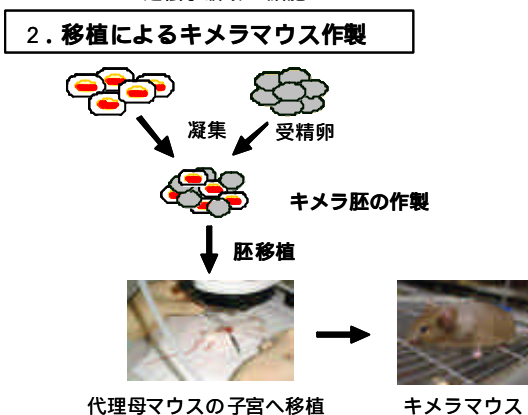 2．移植によるキメラマウス作製
凝集
受精卵
キメラ胚の作製
胚移植
代理母マウスの子宮へ移植
キメラマウス